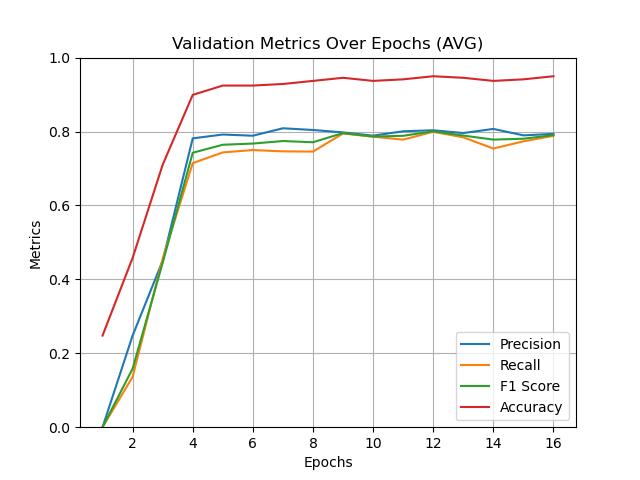 Validation Metrics Over Epochs (AVG)
1.0
0.8
0.6
0.4
0.2
0.0
Metrics
2 4 6 8 10 12 14 16
Epochs
Precision
Recall
F1 Score
Accuracy